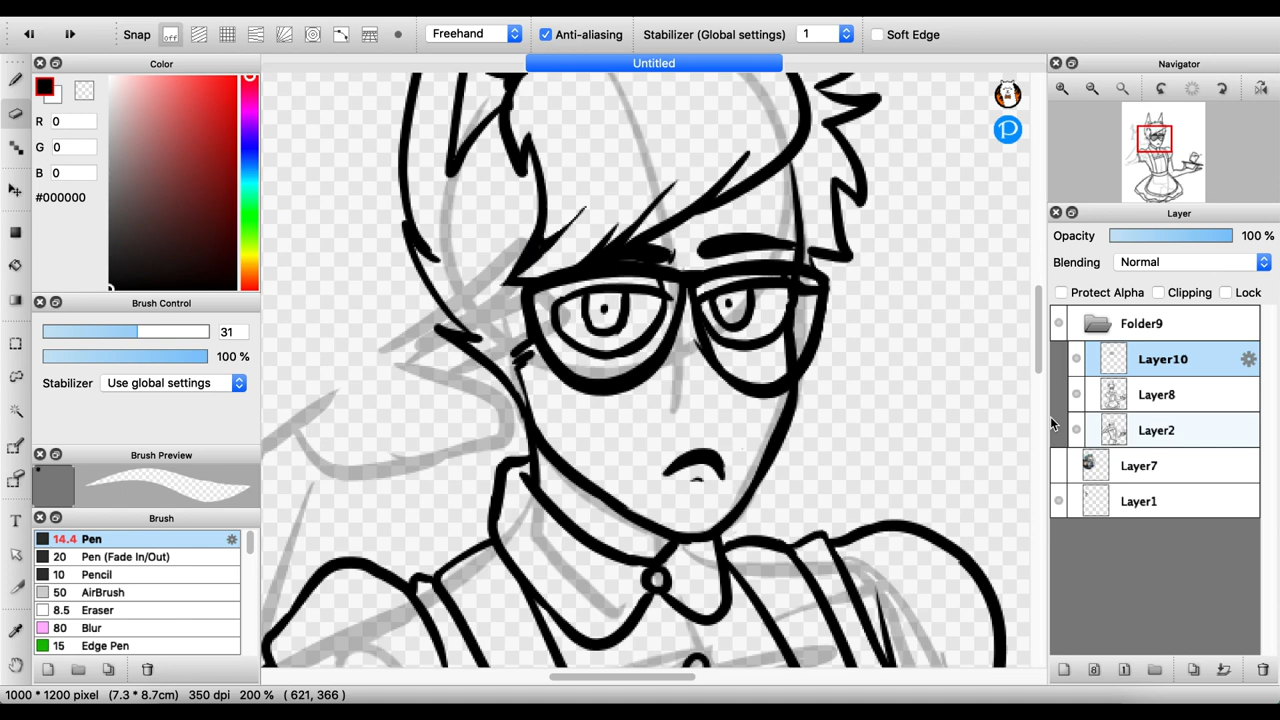 Snap
off
Freehand
Anti-aliasing
Stabilizer (Global settings)
1
Soft Edge
Color
Untitled
Navigator
R 0
G 0
B 0
#000000
Brush Control
31
100 %
Stabilizer
Use global settings
Brush Preview
Brush
14.4 Pen
20 Pen (Fade In/Out)
10 Pencil
50 AirBrush
8.5 Eraser
80 Blur
15 Edge Pen
P
Layer
Opacity
100 %
Blending
Normal
Protect Alpha
Clipping
Lock
Folder9
Layer10
Layer8
Layer2
Layer7
Layer1
T
8
1
1000 * 1200 pixel (7.3 * 8.7cm) 350 dpi 200 % ( 621, 366 )